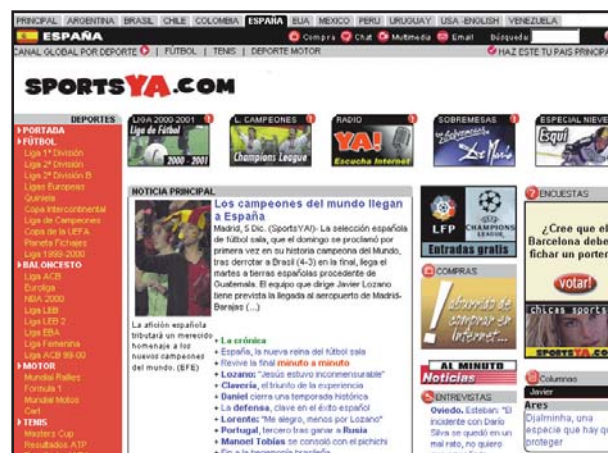 PRINCIPAL ARGENTINA BRASIL CHILE COLOMBIA ESPAÑA EUA MEXICO PERU URUGUAY USA-ENGLISH VENEZUELA
ESPAÑA Compra Chat Multimedia Email Búsqueda
CANAL GLOBAL POR DEPORTE | FÚTBOL | TENIS | DEPORTE MOTOR HAZ ESTE TU PAIS PRINCIPA
SPORTSYA.COM
DEPORTES
PORTADA
FÚTBOL
Liga 1ª División
Liga 2ª División
Liga 2ª División B
Ligas Europeas
Quiniela
Copa Intercontinental
Liga de Campeones
Copa de la UEFA
Planeta Fichajes
Liga 1999-2000
BALONCESTO
Liga ACB
Euroliga
NBA 2000
Liga LEB
Liga LEB 2
Liga EBA
Liga Femenina
Liga ACB 99-00
MOTOR
Mundial Rallies
Formula 1
Mundial Motos
Cart
TENIS
Masters Cup
Resultados ATP
LIGA 2000-2001
Liga de Fútbol
2000 - 2001
L. CAMPEONES
Champions League
RADIO
YA!
Escucha Internet
SOBREMESAS
ESPECIAL NIEVE
Esquí
NOTICIA PRINCIPAL
Los campeones del mundo llegan
a España
Madrid, 5 Dic. (SportsYA!)- La selección española
de fútbol sala, que el domingo se proclamó por
primera vez en su historia campeona del Mundo,
tras derrotar a Brasil (4-3) en la final, llega el
martes a tierras españolas procedente de
Guatemala. El equipo que dirige Javier Lozano
tiene prevista la llegada al aeropuerto de Madrid-
Barajas (...)
La afición española
tributará un merecido
homenaje a los
nuevos campeones
del mundo. (EFE)
+ La crónica
+ España, la nueva reina del fútbol sala
+ Revive la final minuto a minuto
+ Lozano: "Jesús estuvo inconmensurable"
+ Clavería, el triunfo de la experiencia
+ Daniel cierra una temporada histórica
+ La defensa, clave en el éxito español
+ Lorente: "Me alegro, menos por Lozano"
+ Portugal, tercero tras ganar a Rusia
+ Manoel Tobias se consoló con el pichichi
+ Fin a la hegemonía brasileña
LFP
CHAMPIONS
LEAGUE
Entradas gratis
COMPRAS
¿aburrido de
comprar en
Internet...
AL MINUTO
Noticias
ENTREVISTAS
Oviedo. Esteban: "El
incidente con Darío
Silva se quedó en un
mal rato, no quiero
ENCUESTAS
¿Cree que el
Barcelona debe
fichar un porter
votar!
chicas sports
SPORTSYA.CO
Columnas
Javier
Ares
Djalminha, una
especie que hay qu
proteger